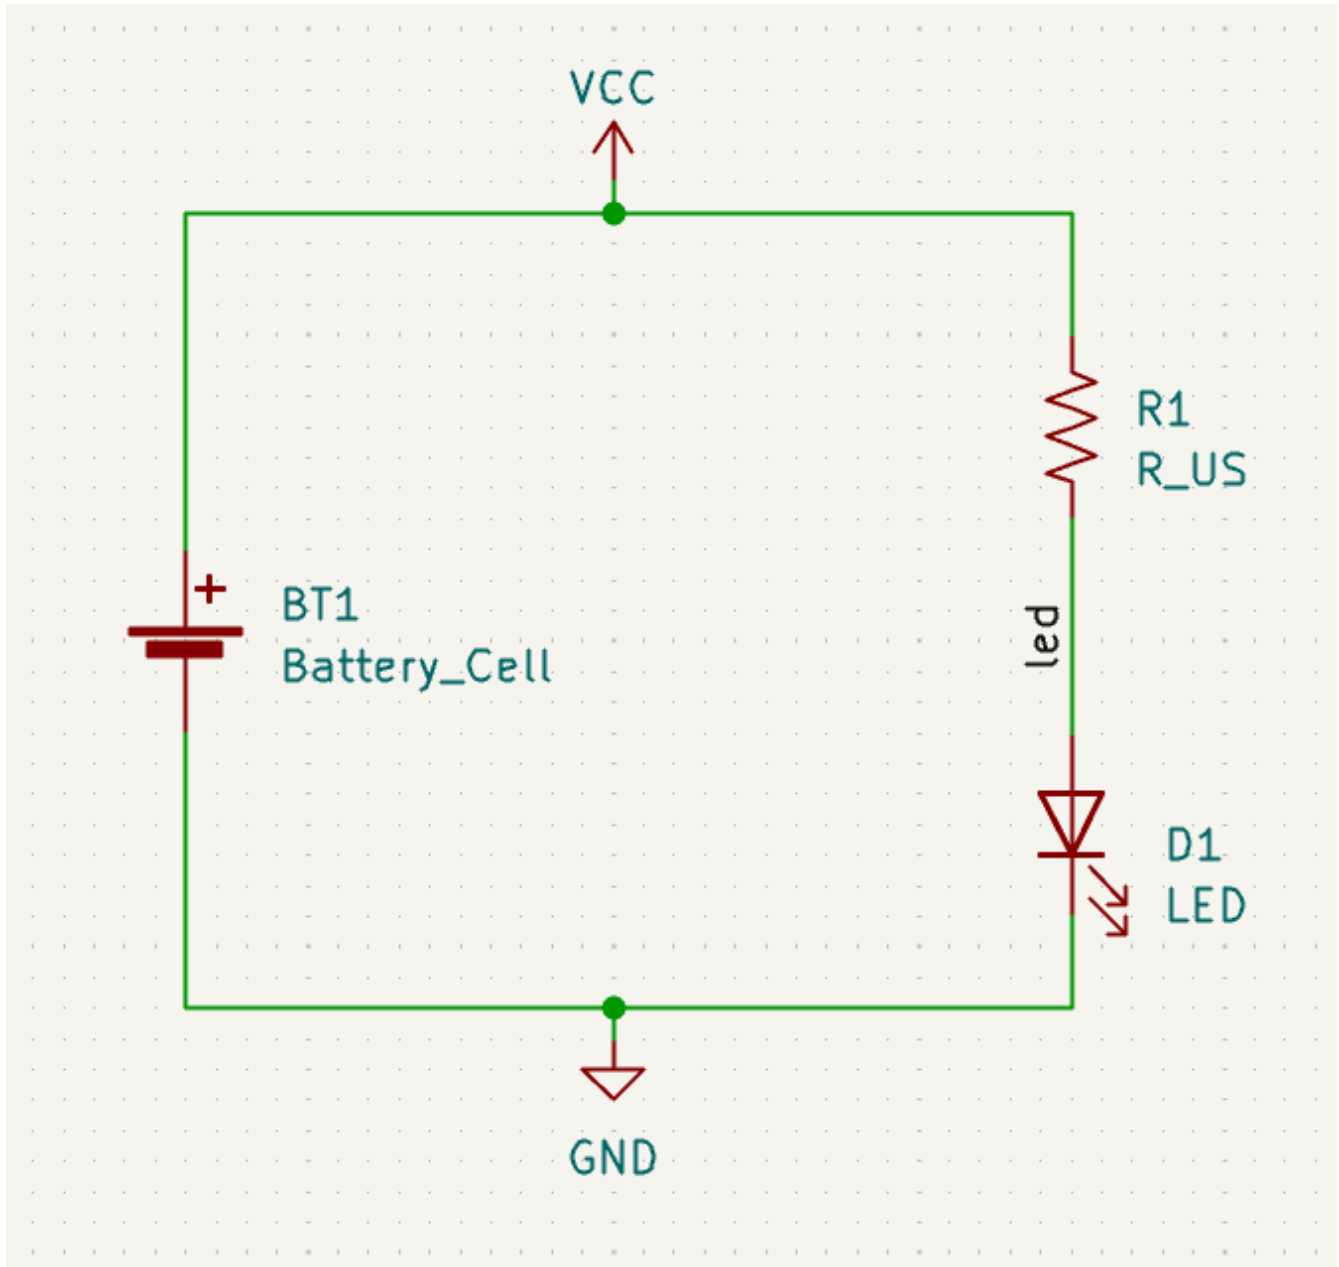 VCC
R1
R_US
+
BT1
Battery_Cell
led
D1
LED
GND